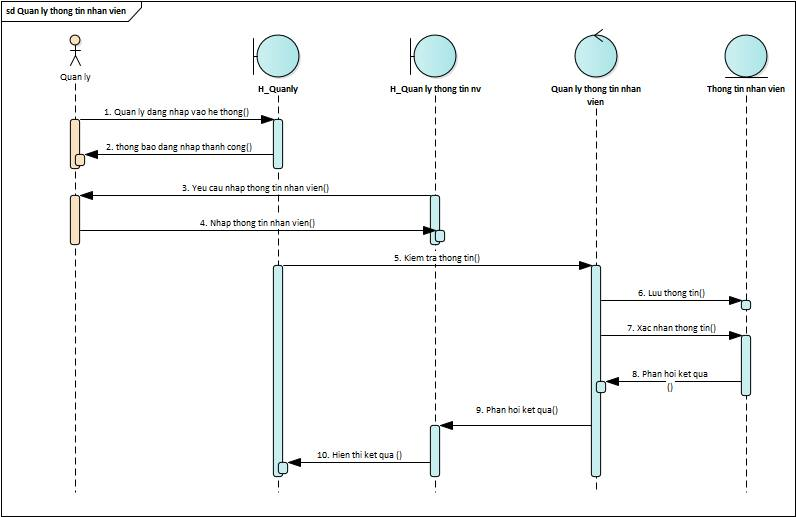 sd Quan ly thong tin nhan vien
Quan ly
H_Quanly
H_Quan ly thong tin nv
Quan ly thong tin nhan
vien
Thong tin nhan vien
1. Quan ly dang nhap vao he thong()
2. thong bao dang nhap thanh cong()
3. Yeu cau nhap thong tin nhan vien()
4. Nhap thong tin nhan vien()
5. Kiem tra thong tin()
6. Luu thong tin()
7. Xac nhan thong tin()
8. Phan hoi ket qua
()
9. Phan hoi ket qua()
10. Hien thi ket qua ()